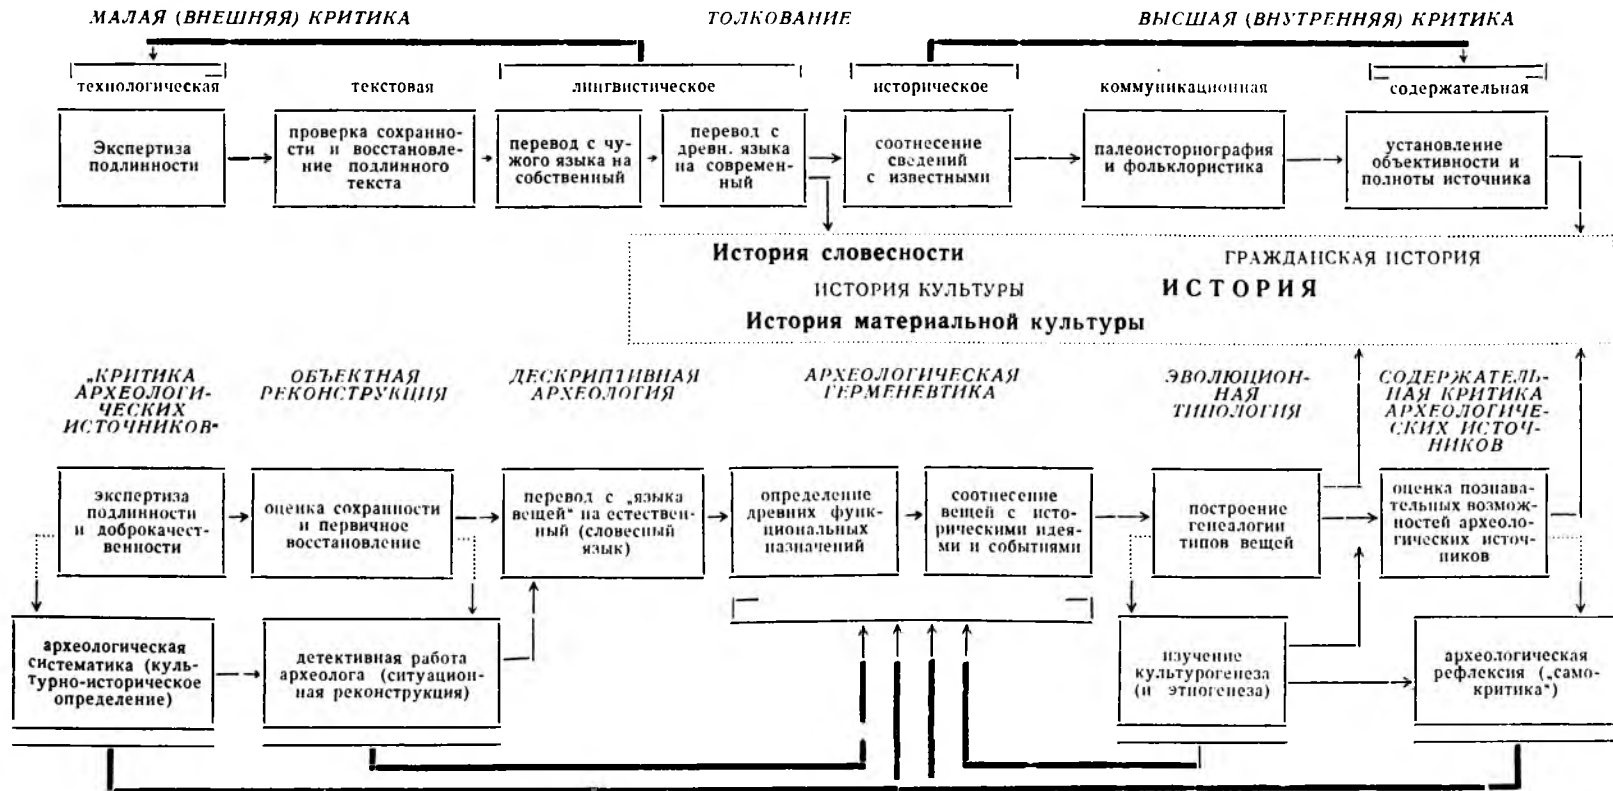 МАЛАЯ (ВНЕШНЯЯ) КРИТИКА
ТОЛКОВАНИЕ
ВЫСШАЯ (ВНУТРЕННЯЯ) КРИТИКА
технологическая
текстовая
лингвистическое
историческое
коммуникационная
содержательная
Экспертиза
подлинности
проверка сохранно-
сти и восстановле-
ние подлинного
текста
перевод с чу-
жого языка на
собственный
перевод с
древн. языка
на современ-
ный
соотнесение
сведений
с известными
палеоисториография
и фольклористика
установление
объективности и
полноты источника
История словесности
ГРАЖДАНСКАЯ ИСТОРИЯ
ИСТОРИЯ КУЛЬТУРЫ
ИСТОРИЯ
История материальной культуры
„КРИТИКА
АРХЕОЛОГИ-
ЧЕСКИХ
ИСТОЧНИКОВ“
ОБЪЕКТНАЯ
РЕКОНСТРУКЦИЯ
ДЕСКРИПТИВНАЯ
АРХЕОЛОГИЯ
АРХЕОЛОГИЧЕСКАЯ
ГЕРМЕНЕВТИКА
ЭВОЛЮЦИОН-
НАЯ
ТИПОЛОГИЯ
СОДЕРЖАТЕЛЬ-
НАЯ КРИТИКА
АРХЕОЛОГИЧЕ-
СКИХ ИСТОЧ-
НИКОВ
экспертиза
подлинности
и доброкачест-
венности
оценка сохранности
и первичное
восстановление
перевод с „языка
вещей“ на естествен-
ный (словесный
язык)
определение
древних функ-
циональных
назначений
соотнесение
вещей с исто-
рическими идея-
ми и событиями
построение
генеалогии
типов вещей
оценка познава-
тельных возмож-
ностей археоло-
гических источ-
ников
археологическая
систематика (куль-
турно-историческое
определение)
детективная работа
археолога (ситуацион-
ная реконструкция)
изучение
культурогенеза
(и этногенеза)
археологическая
рефлексия („само-
критика“)